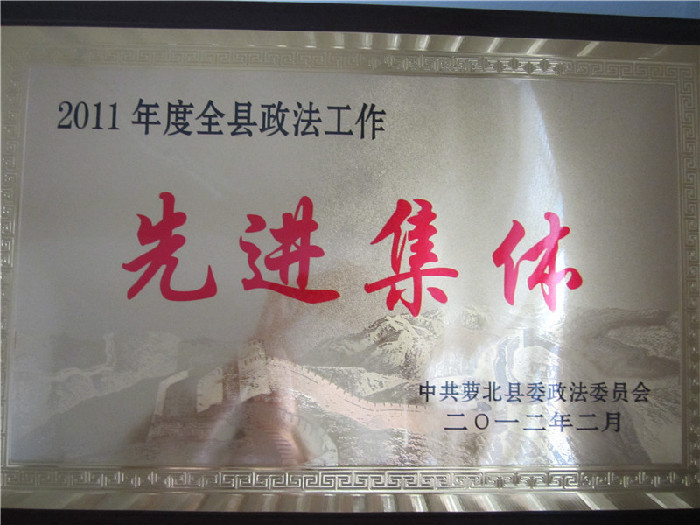 2011年度全县政法工作
先进集体
中共萝北县委政法委员会
二〇一二年二月